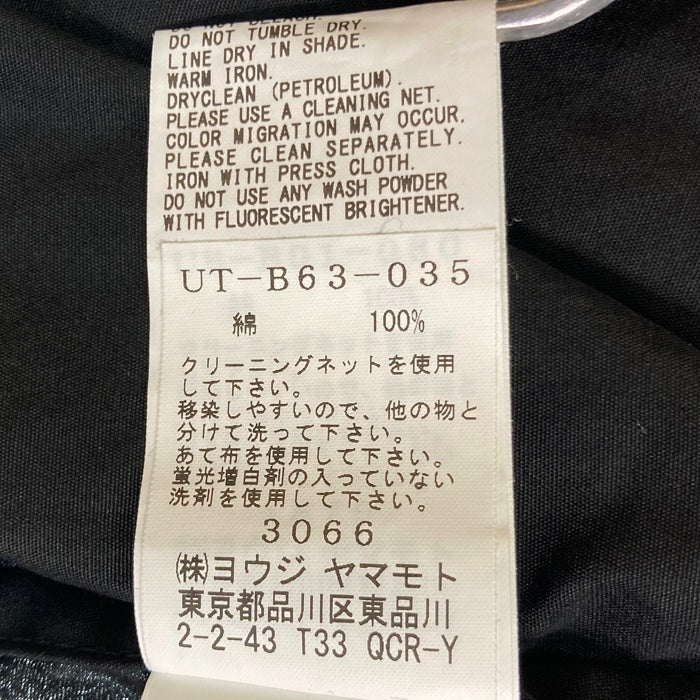 DO NOT BLEACH.
DO NOT TUMBLE DRY.
LINE DRY IN SHADE.
WARM IRON.
DRYCLEAN (PETROLEUM).
PLEASE USE A CLEANING NET.
COLOR MIGRATION MAY OCCUR.
PLEASE CLEAN SEPARATELY.
IRON WITH PRESS CLOTH.
DO NOT USE ANY WASH POWDER
WITH FLUORESCENT BRIGHTENER.
UT-B63-035
綿 100%
クリーニングネットを使用
して下さい。
移染しやすいので、他の物と
分けて洗って下さい。
あて布を使用して下さい。
蛍光増白剤の入っていない
洗剤を使用して下さい。
3066
㈱ヨウジ ヤマモト
東京都品川区東品川
2-2-43 T33 QCR-Y